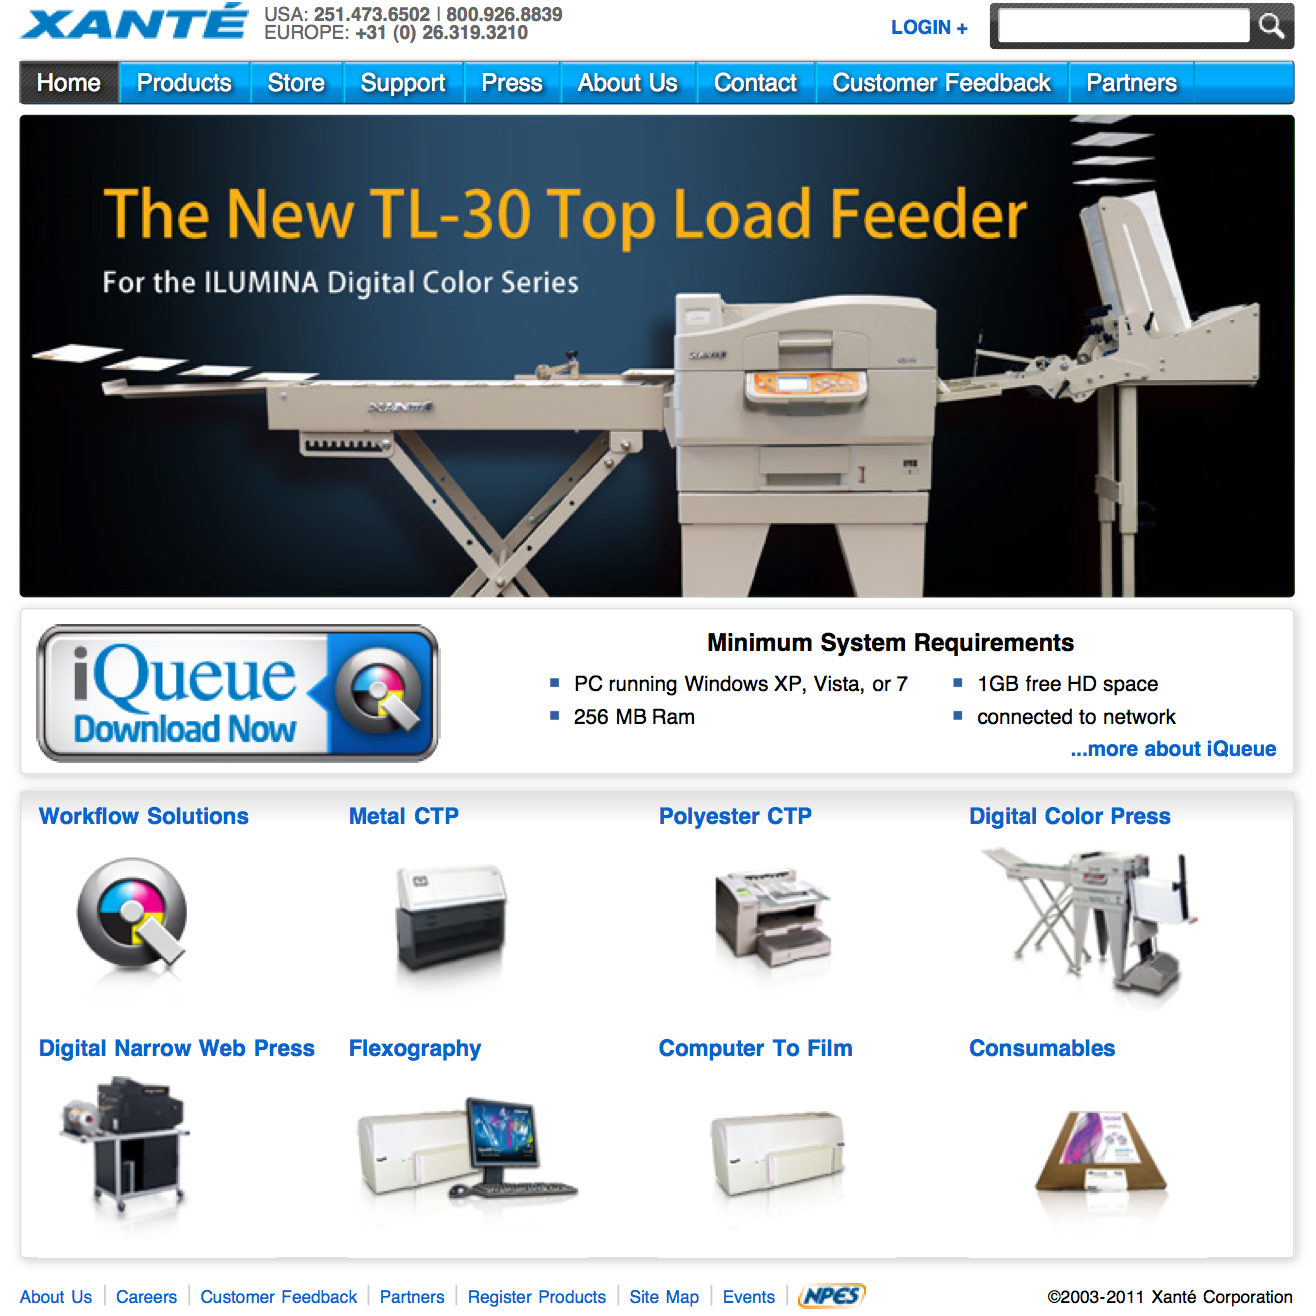 XANTÉ
USA: 251.473.6502 | 800.926.8839
EUROPE: +31 (0) 26.319.3210
LOGIN +
Home Products Store Support Press About Us Contact Customer Feedback Partners
The New TL-30 Top Load Feeder
For the ILUMINA Digital Color Series
XANTÉ
XANTÉ
iQueue
Download Now
Minimum System Requirements
PC running Windows XP, Vista, or 7
1GB free HD space
256 MB Ram
connected to network
...more about iQueue
Workflow Solutions Metal CTP Polyester CTP Digital Color Press
Digital Narrow Web Press Flexography Computer To Film Consumables
About Us | Careers | Customer Feedback | Partners | Register Products | Site Map | Events | NPES
©2003-2011 Xanté Corporation